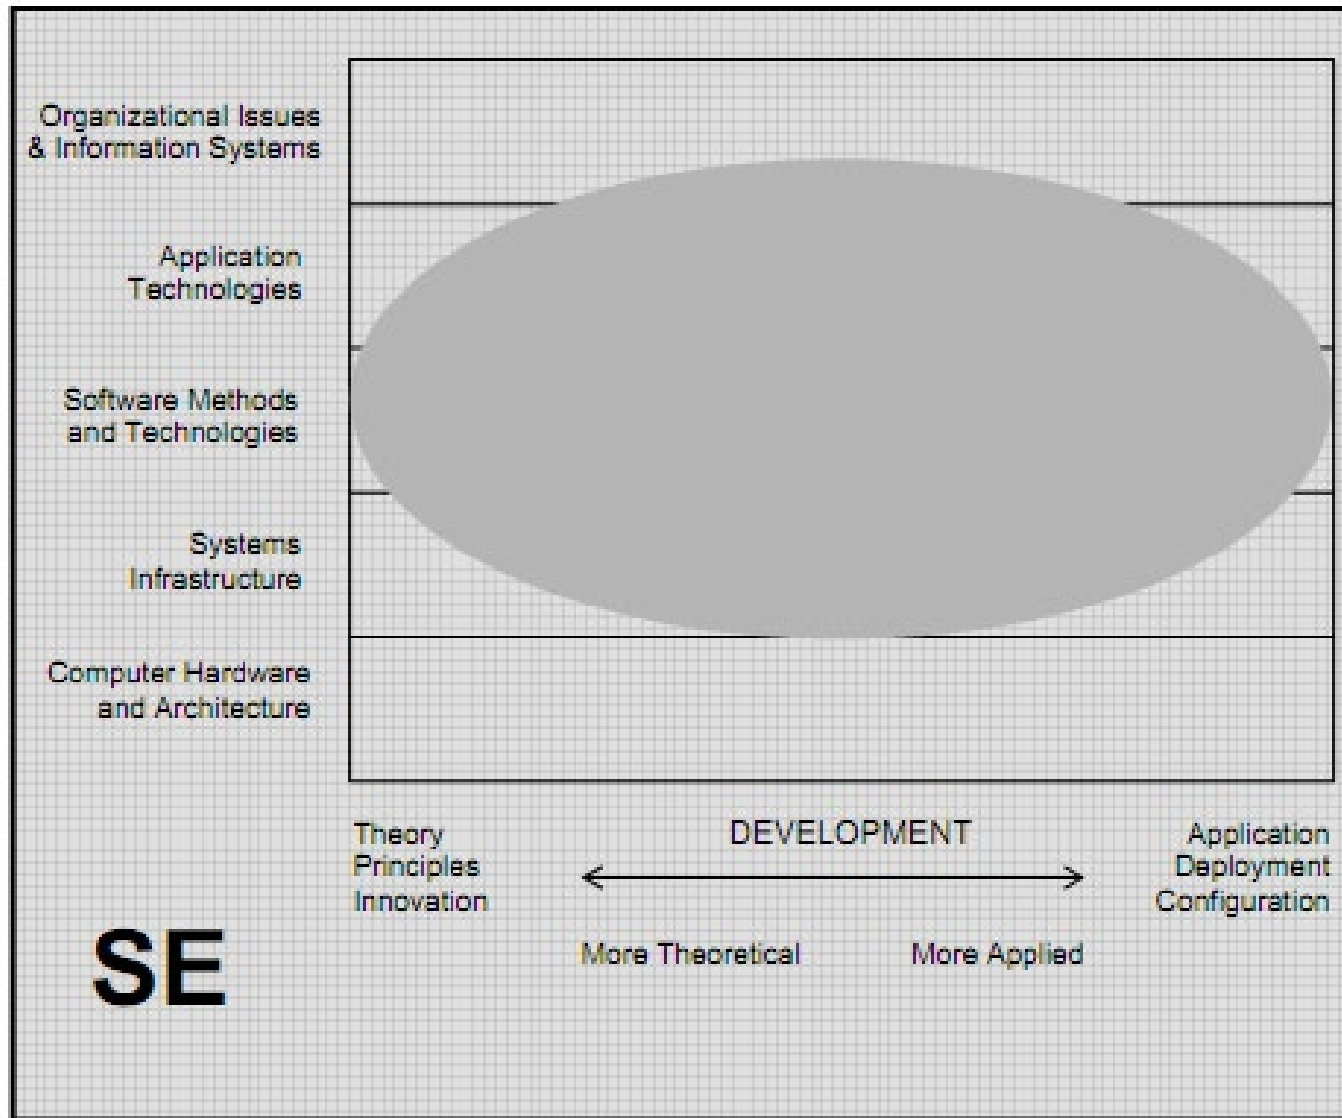 Organizational Issues
& Information Systems
Application
Technologies
Software Methods
and Technologies
Systems
Infrastructure
Computer Hardware
and Architecture
Theory
Principles
Innovation
DEVELOPMENT
Application
Deployment
Configuration
More Theoretical
More Applied
SE